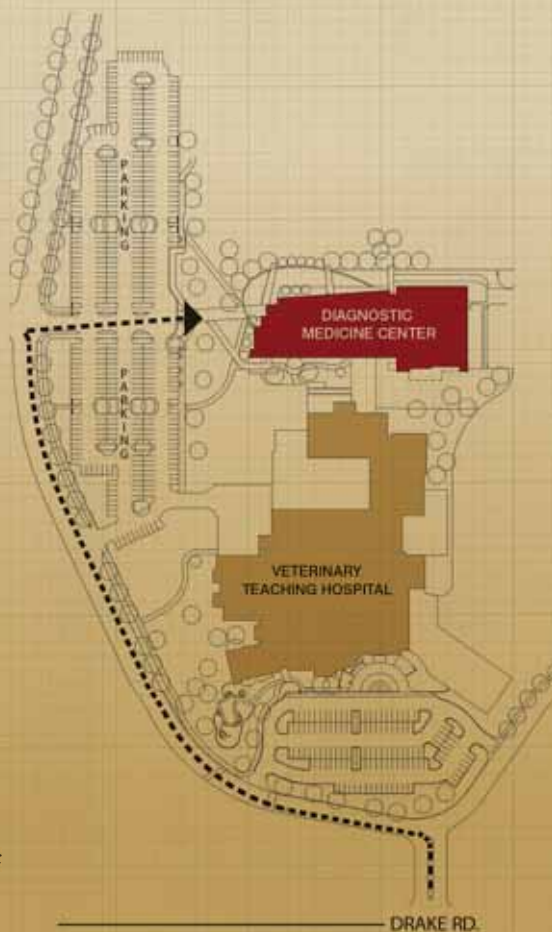 PARKING
DIAGNOSTIC
MEDICINE CENTER
PARKING
VETERINARY
TEACHING HOSPITAL
DRAKE RD.